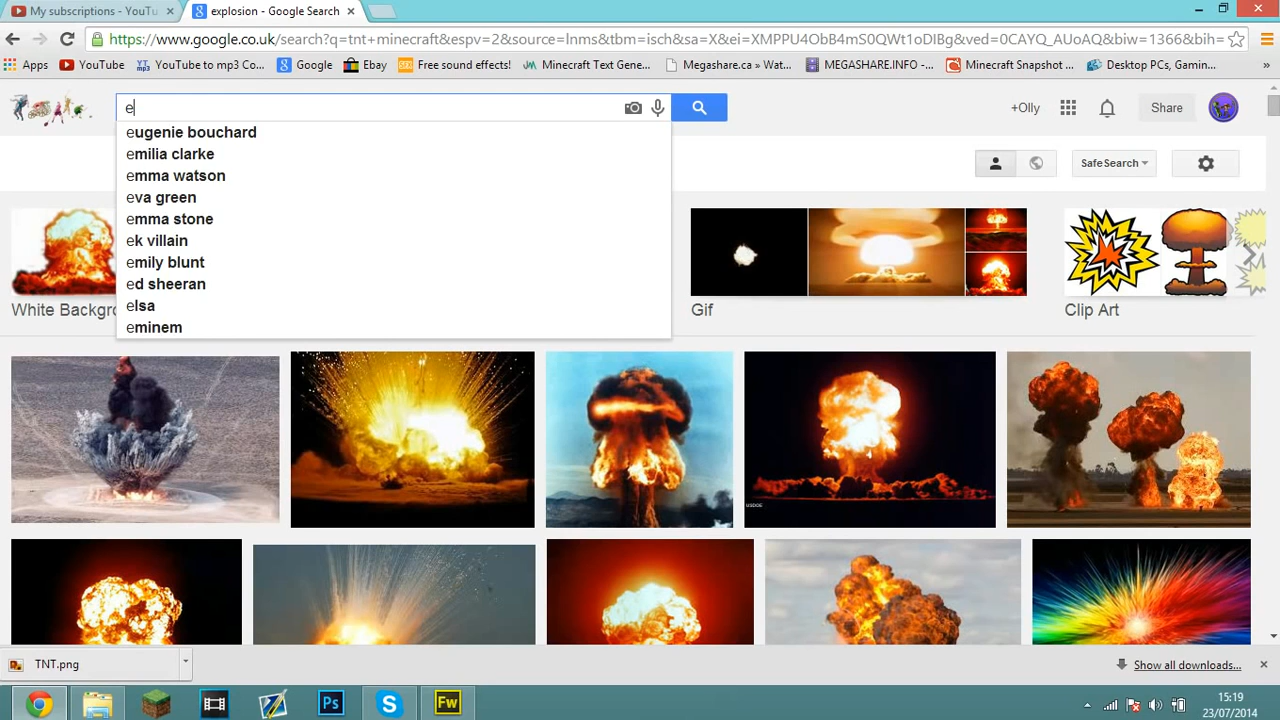 My subscriptions - YouTu
explosion - Google Search
https://www.google.co.uk/search?q=tnt+minecraft&espv=2&source=lnms&tbm=isch&sa=X&ei=XMPPU4ObB4mS0QWt1oDIBg&ved=0CAYQ_AUoAQ&biw=1366&bih=
Apps
YouTube
YouTube to mp3 Co...
Google
Ebay
Free sound effects!
Minecraft Text Gene...
Megashare.ca » Wat...
MEGASHARE.INFO - ...
Minecraft Snapshot ...
Desktop PCs, Gamin...
»
e
+Olly
Share
eugenie bouchard
emilia clarke
emma watson
eva green
emma stone
ek villain
emily blunt
ed sheeran
elsa
eminem
SafeSearch
White Backgro
Gif
Clip Art
USDOE
TNT.png
Show all downloads...
Ps
S
Fw
15:19
23/07/2014